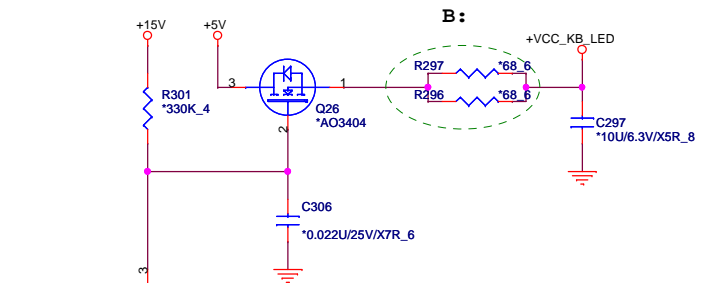 B:
+15V
+5V
+VCC_KB_LED
R297
*68_6
3
1
R301
*330K_4
R296
*68_6
Q26
*AO3404
2
C297
*10U/6.3V/X5R_8
C306
*0.022U/25V/X7R_6
3